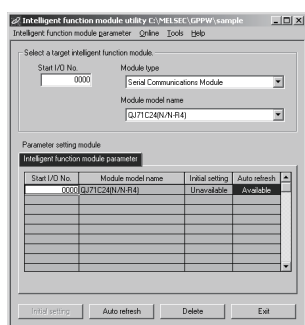 Intelligent function module utility C:\MELSEC\GPPW\sample
Intelligent function module parameter Online Tools Help
Select a target intelligent function module.
Start I/O No. Module type
0000 Serial Communications Module
Module model name
QJ71C24(N/N-R4)
Parameter setting module
Intelligent function module parameter
Start I/O No. Module model name Initial setting Auto refresh
0000 QJ71C24(N/N-R4) Unavailable Available
Initial setting Auto refresh Delete Exit